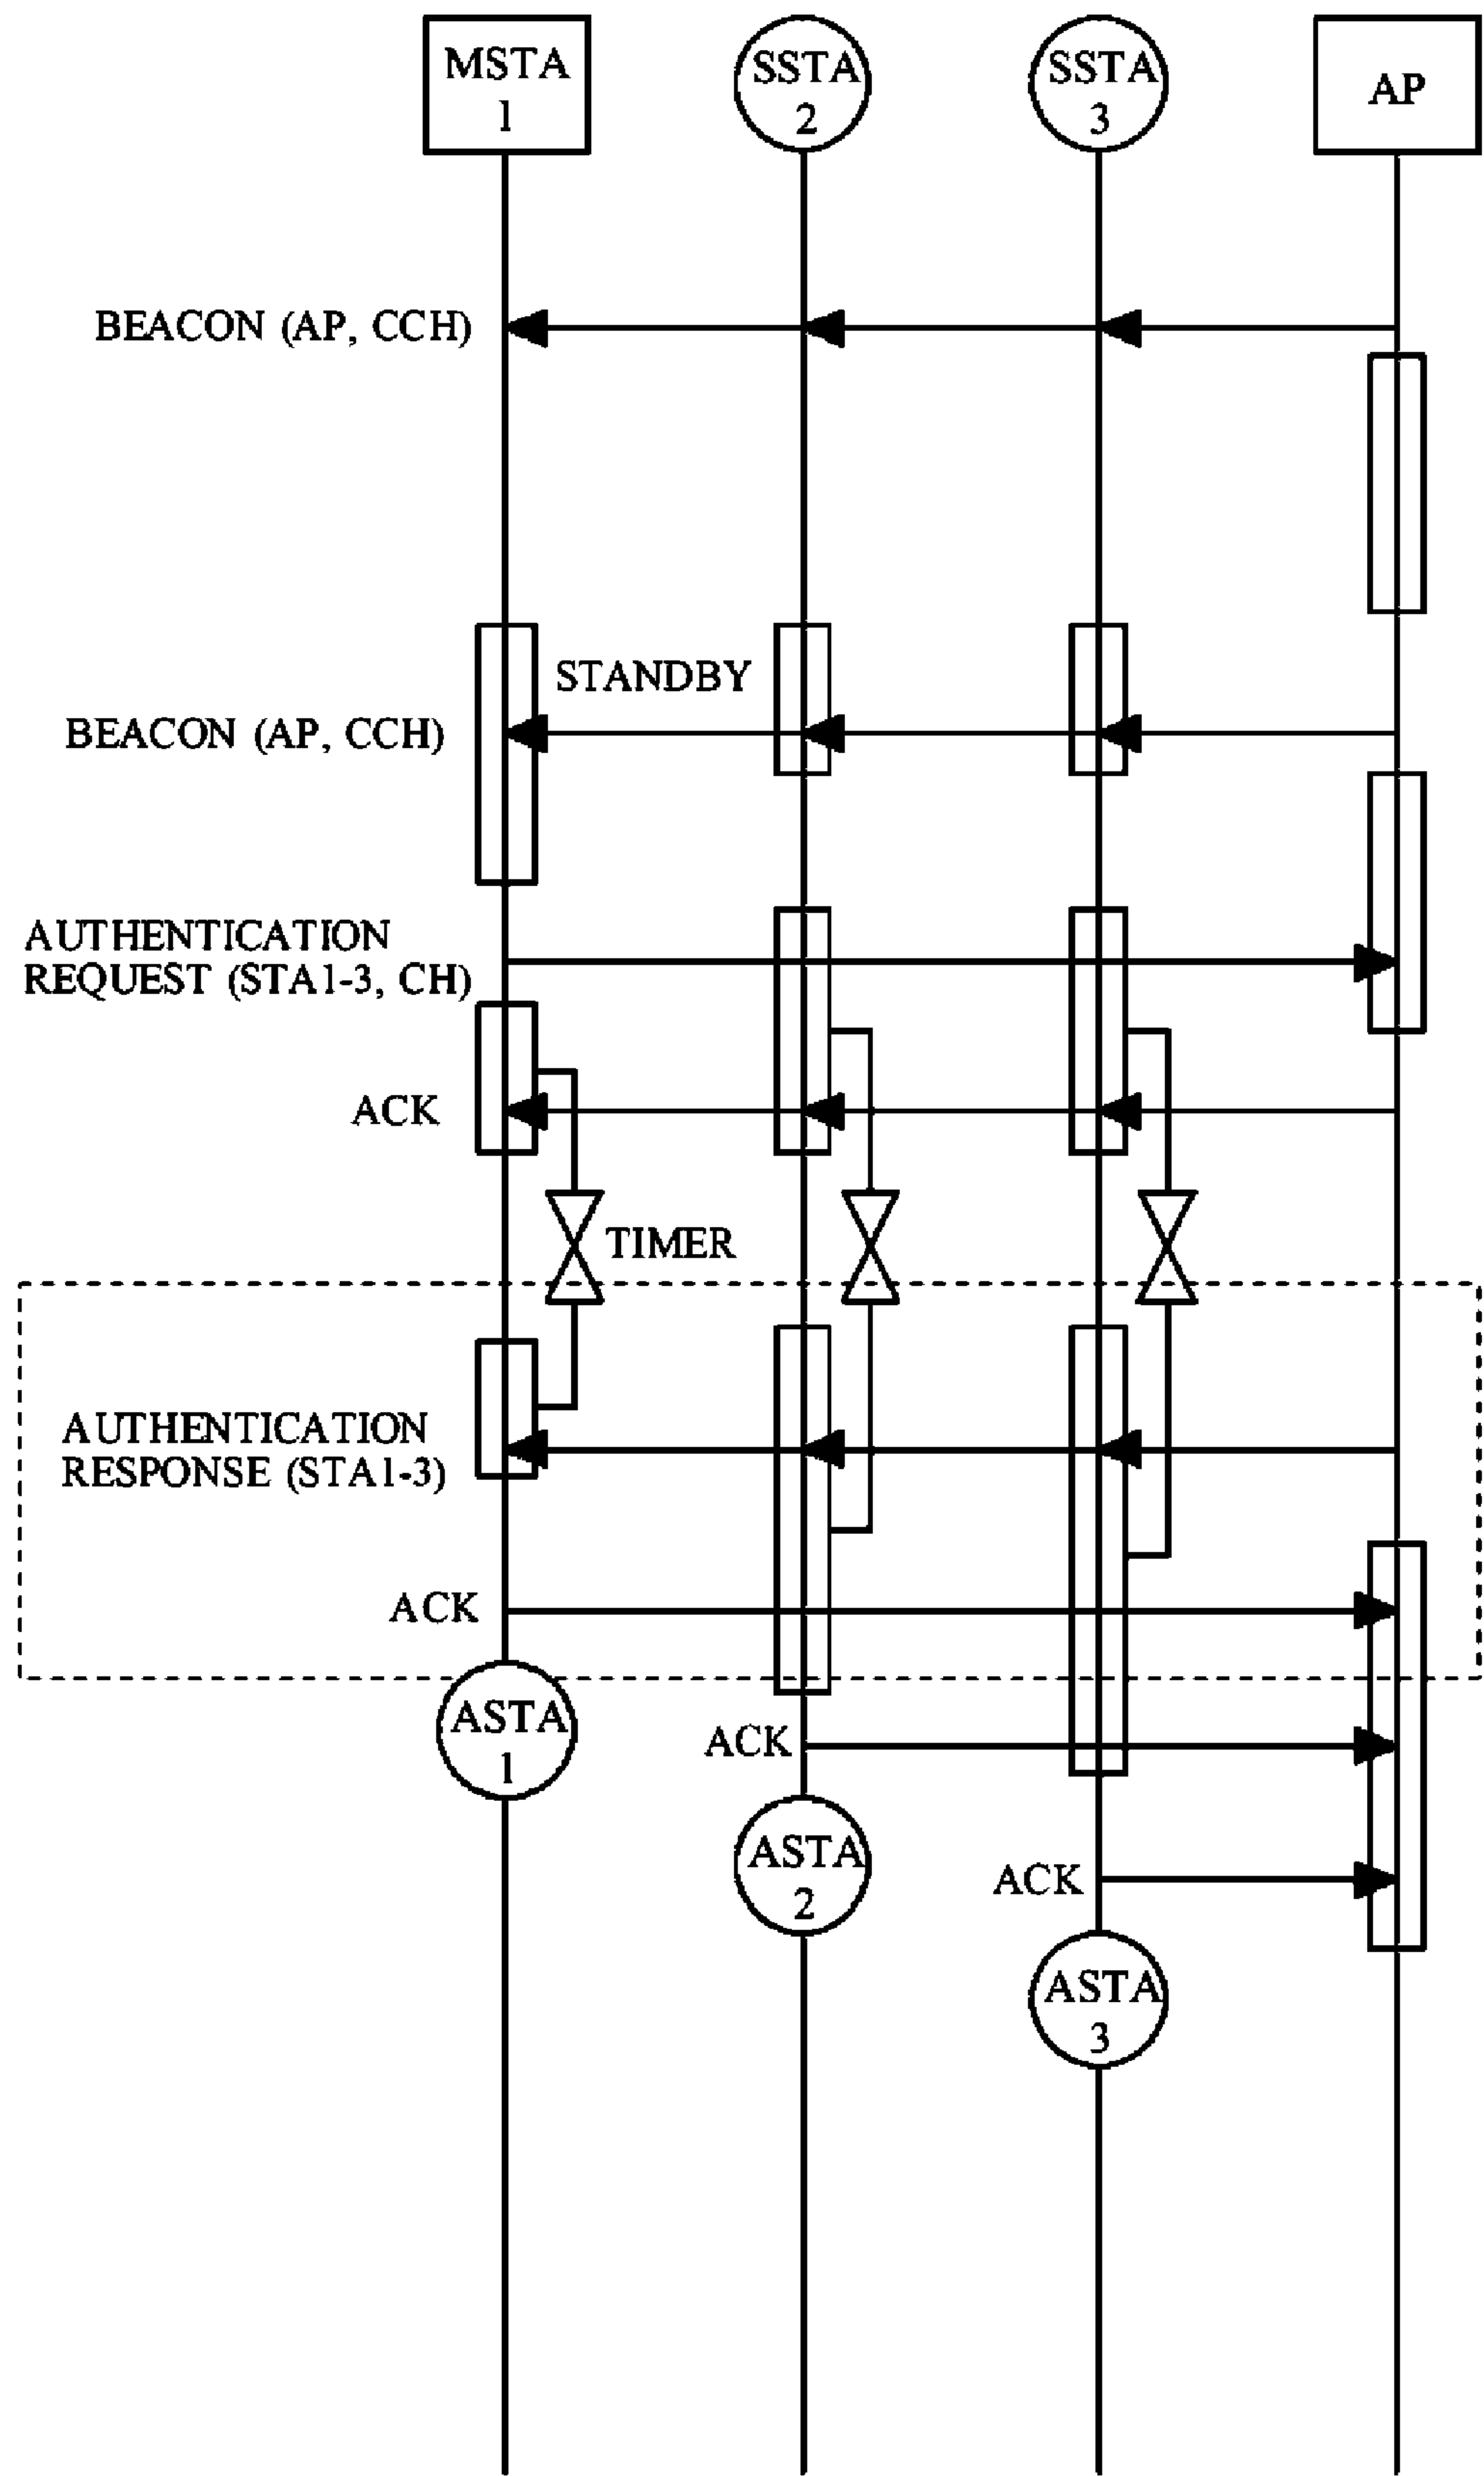 MSTA
1
SSTA
2
SSTA
3
AP
BEACON (AP, CCH)
STANDBY
BEACON (AP, CCH)
AUTHENTICATION
REQUEST (STA1-3, CH)
ACK
TIMER
AUTHENTICATION
RESPONSE (STA1-3)
ACK
ASTA
1
ACK
ASTA
2
ACK
ASTA
3